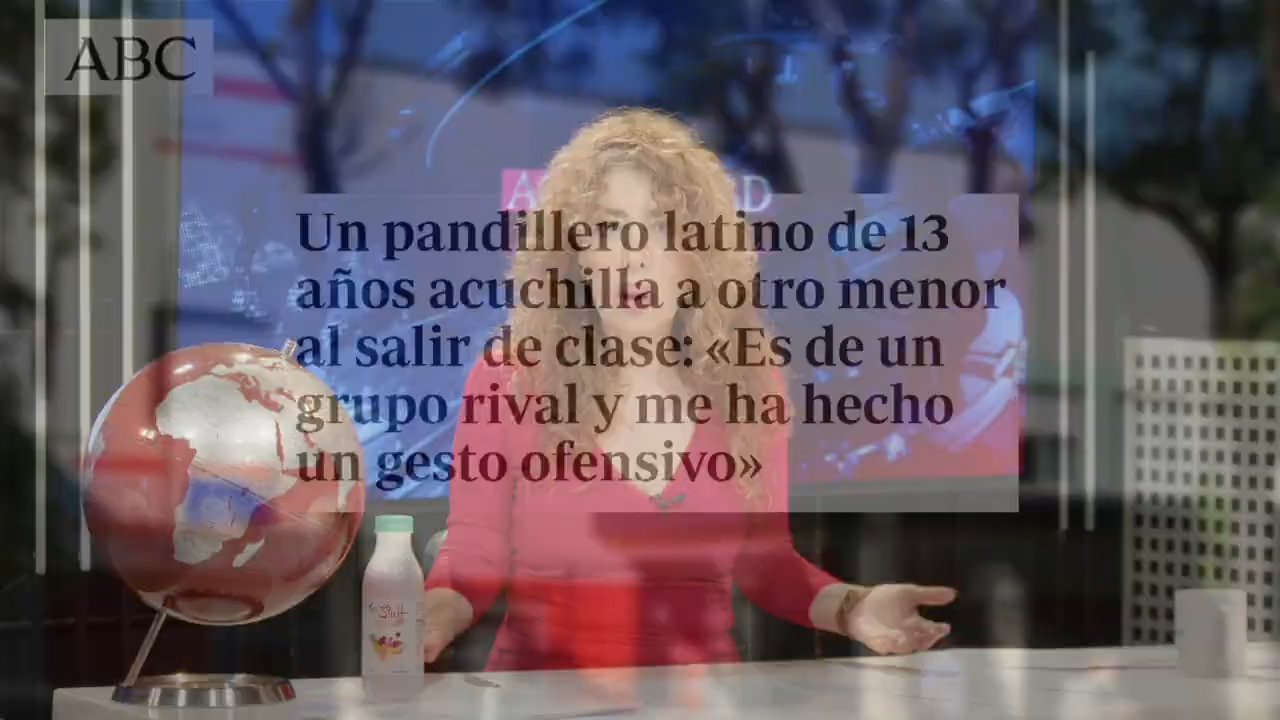 ABC
Un pandillero latino de 13
años acuchilla a otro menor
al salir de clase: «Es de un
grupo rival y me ha hecho
un gesto ofensivo»